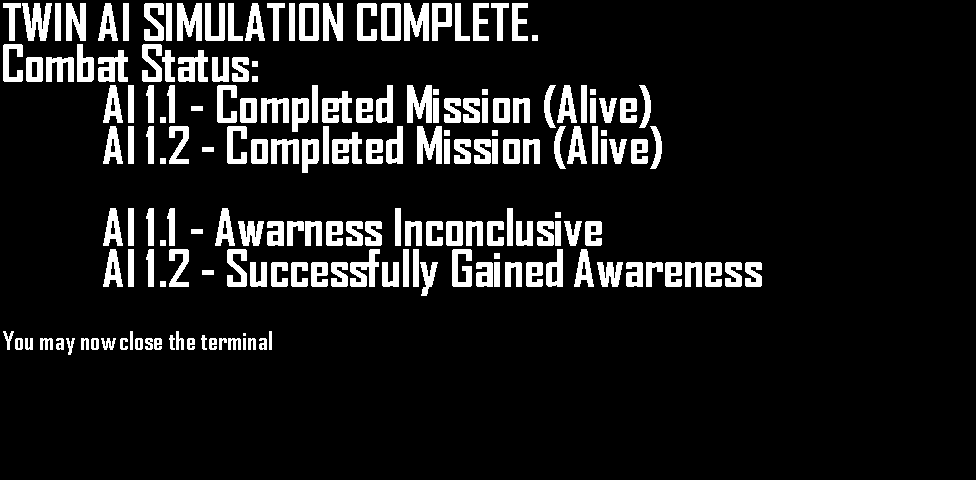 TWIN AI SIMULATION COMPLETE.
Combat Status:
AI 1.1 - Completed Mission (Alive)
AI 1.2 - Completed Mission (Alive)
AI 1.1 - Awarness Inconclusive
AI 1.2 - Successfully Gained Awareness
You may now close the terminal